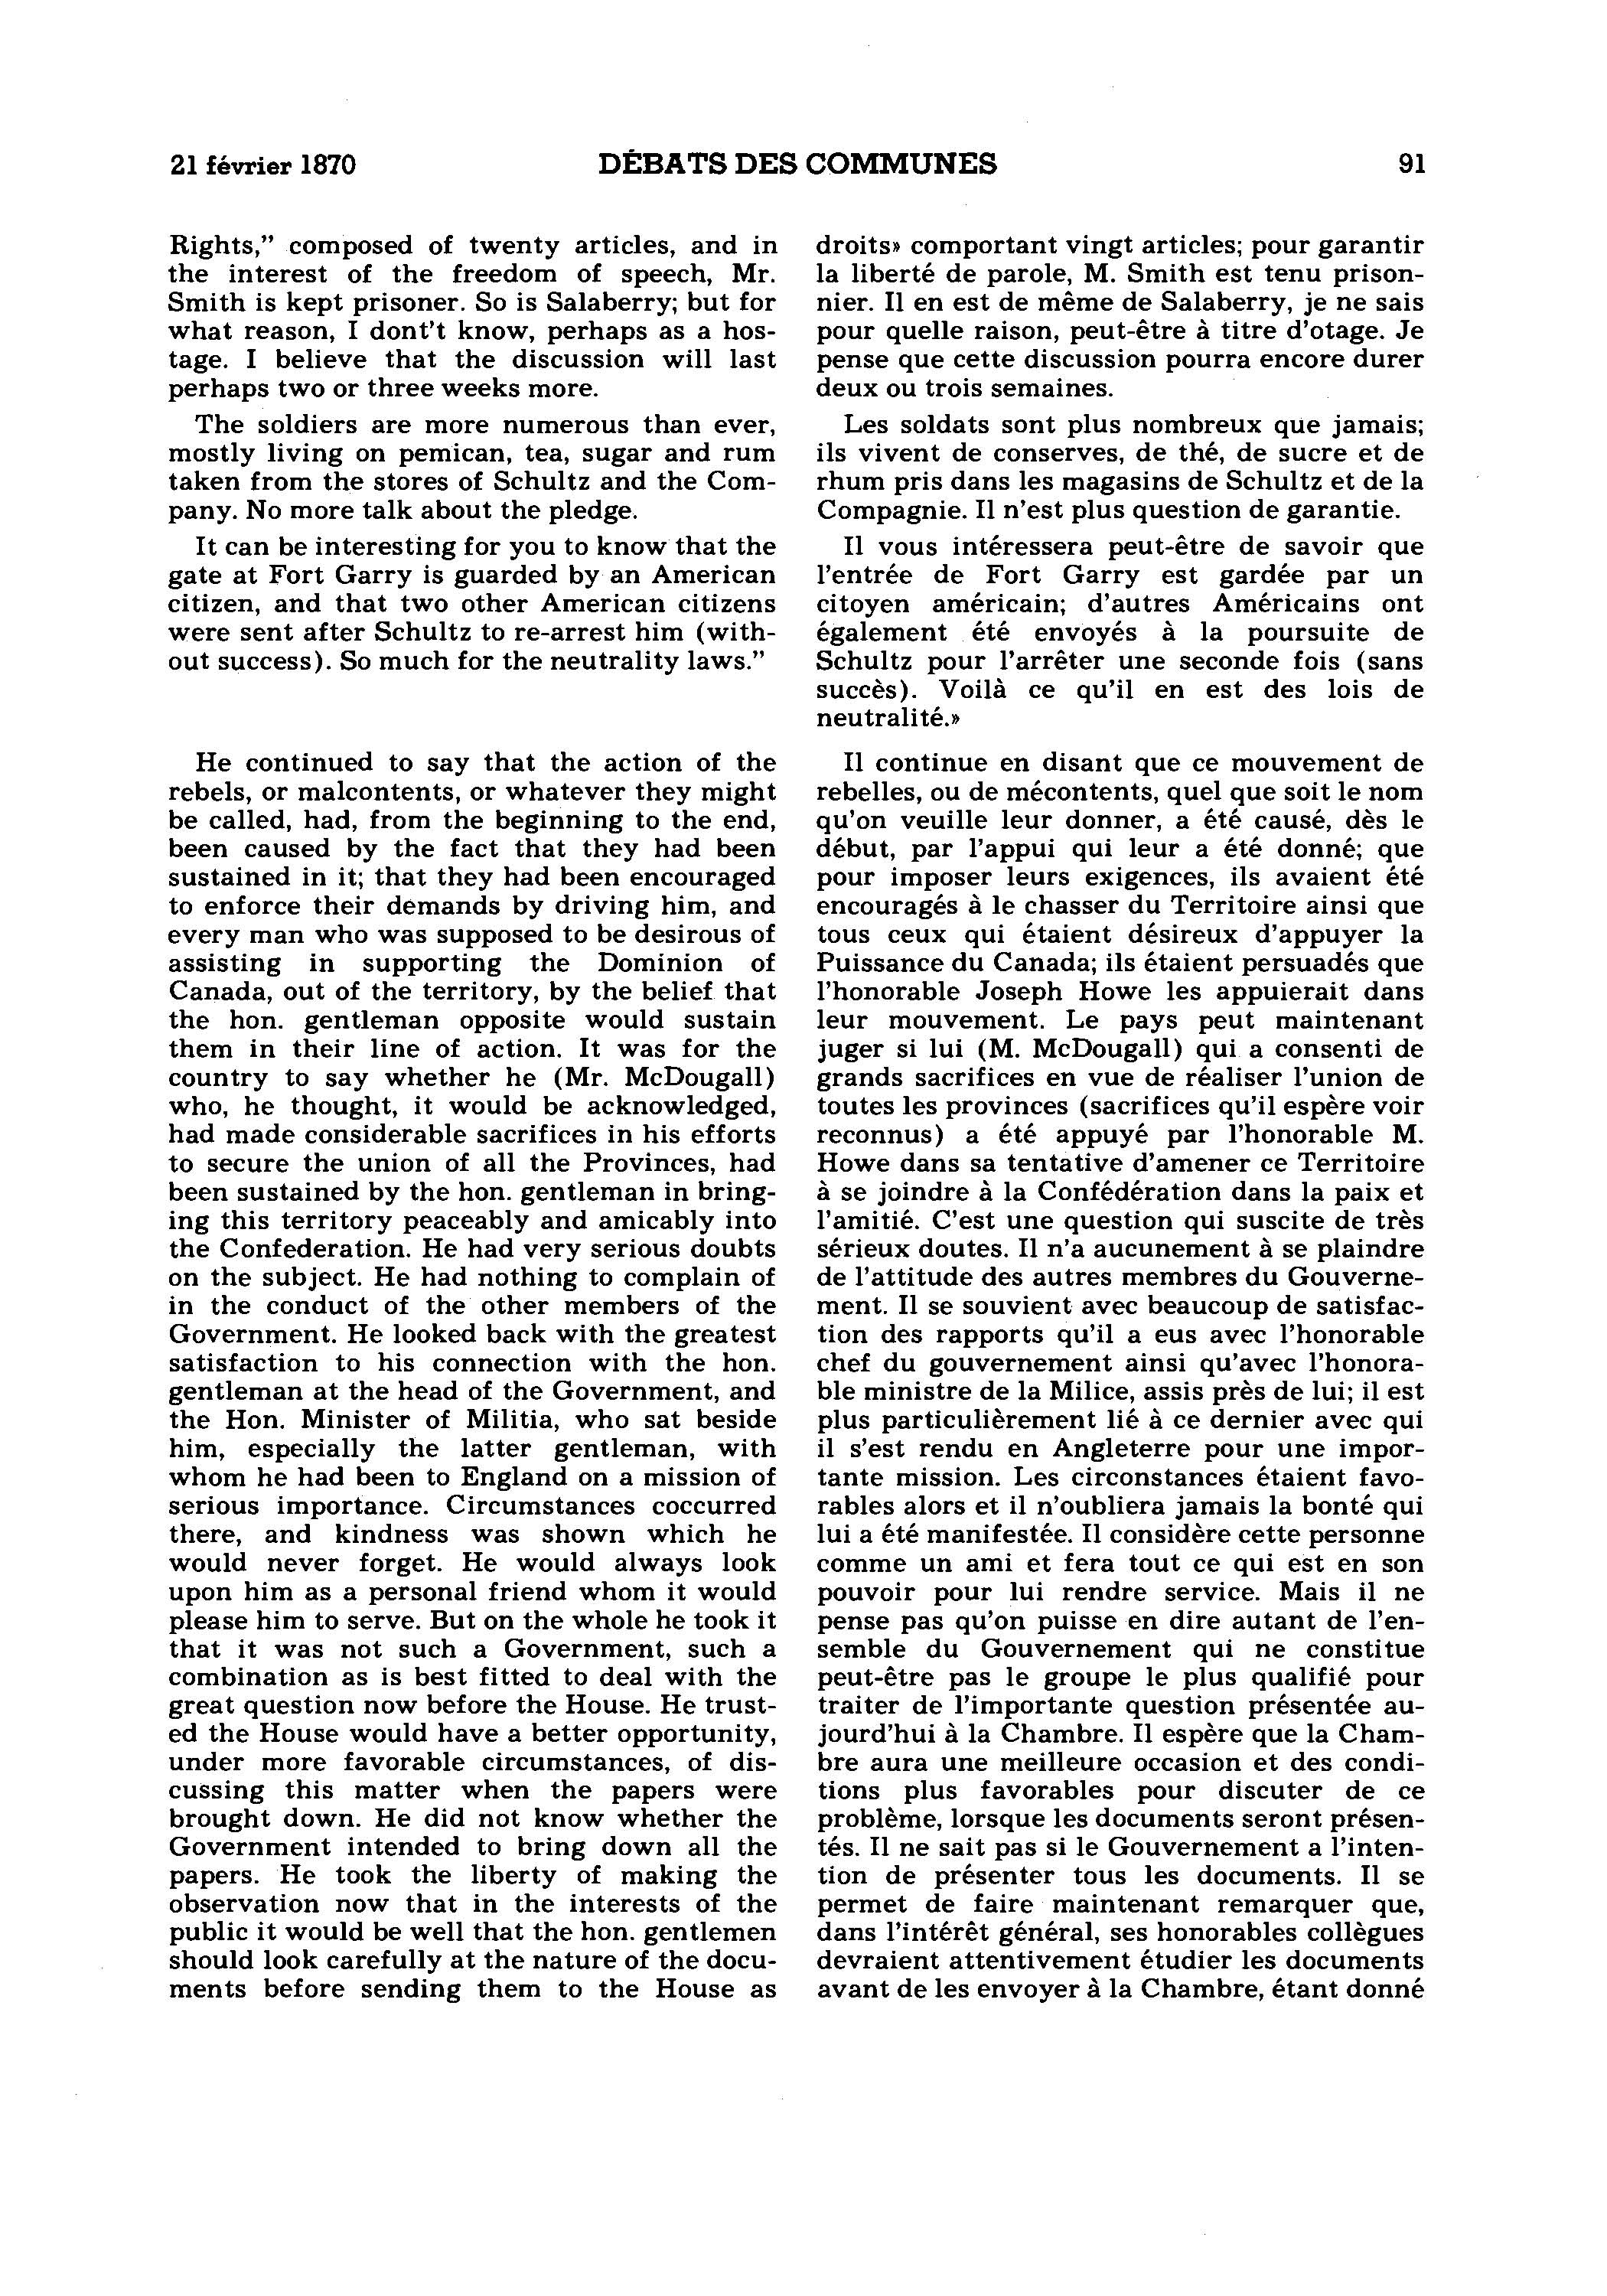 21 février 1870
DÉBATS DES COMMUNES
91
Rights,” composed of twenty articles, and in
the interest of the freedom of speech, Mr.
Smith is kept prisoner. So is Salaberry; but for
what reason, I dont't know, perhaps as a hos-
tage. I believe that the discussion will last
perhaps two or three weeks more.
The soldiers are more numerous than ever,
mostly living on pemican, tea, sugar and rum
taken from the stores of Schultz and the Com-
pany. No more talk about the pledge.
It can be interesting for you to know that the
gate at Fort Garry is guarded by an American
citizen, and that two other American citizens
were sent after Schultz to re-arrest him (with-
out success). So much for the neutrality laws.”
He continued to say that the action of the
rebels, or malcontents, or whatever they might
be called, had, from the beginning to the end,
been caused by the fact that they had been
sustained in it; that they had been encouraged
to enforce their demands by driving him, and
every man who was supposed to be desirous of
assisting in supporting the Dominion of
Canada, out of the territory, by the belief that
the hon. gentleman opposite would sustain
them in their line of action. It was for the
country to say whether he (Mr. McDougall)
who, he thought, it would be acknowledged,
had made considerable sacrifices in his efforts
to secure the union of all the Provinces, had
been sustained by the hon. gentleman in bring-
ing this territory peaceably and amicably into
the Confederation. He had very serious doubts
on the subject. He had nothing to complain of
in the conduct of the other members of the
Government. He looked back with the greatest
satisfaction to his connection with the hon.
gentleman at the head of the Government, and
the Hon. Minister of Militia, who sat beside
him, especially the latter gentleman, with
whom he had been to England on a mission of
serious importance. Circumstances coccurred
there, and kindness was shown which he
would never forget. He would always look
upon him as a personal friend whom it would
please him to serve. But on the whole he took it
that it was not such a Government, such a
combination as is best fitted to deal with the
great question now before the House. He trust-
ed the House would have a better opportunity,
under more favorable circumstances, of dis-
cussing this matter when the papers were
brought down. He did not know whether the
Government intended to bring down all the
papers. He took the liberty of making the
observation now that in the interests of the
public it would be well that the hon. gentlemen
should look carefully at the nature of the docu-
ments before sending them to the House as
droits» comportant vingt articles; pour garantir
la liberté de parole, M. Smith est tenu prison-
nier. Il en est de même de Salaberry, je ne sais
pour quelle raison, peut-être à titre d'otage. Je
pense que cette discussion pourra encore durer
deux ou trois semaines.
Les soldats sont plus nombreux que jamais;
ils vivent de conserves, de thé, de sucre et de
rhum pris dans les magasins de Schultz et de la
Compagnie. Il n'est plus question de garantie.
Il vous intéressera peut-être de savoir que
l'entrée de Fort Garry est gardée par un
citoyen américain; d'autres Américains ont
également été envoyés à la poursuite de
Schultz pour l'arrêter une seconde fois (sans
succès). Voilà ce qu'il en est des lois de
neutralité.»
Il continue en disant que ce mouvement de
rebelles, ou de mécontents, quel que soit le nom
qu'on veuille leur donner, a été causé, dès le
début, par l'appui qui leur a été donné; que
pour imposer leurs exigences, ils avaient été
encouragés à le chasser du Territoire ainsi que
tous ceux qui étaient désireux d'appuyer la
Puissance du Canada; ils étaient persuadés que
l'honorable Joseph Howe les appuierait dans
leur mouvement. Le pays peut maintenant
juger si lui (M. McDougall) qui a consenti de
grands sacrifices en vue de réaliser l'union de
toutes les provinces (sacrifices qu'il espère voir
reconnus) a été appuyé par l'honorable M.
Howe dans sa tentative d'amener ce Territoire
à se joindre à la Confédération dans la paix et
l'amitié. C'est une question qui suscite de très
sérieux doutes. Il n'a aucunement à se plaindre
de l'attitude des autres membres du Gouverne-
ment. Il se souvient avec beaucoup de satisfac-
tion des rapports qu'il a eus avec l'honorable
chef du gouvernement ainsi qu'avec l'honora-
ble ministre de la Milice, assis près de lui; il est
plus particulièrement lié à ce dernier avec qui
il s'est rendu en Angleterre pour une impor-
tante mission. Les circonstances étaient favo-
rables alors et il n'oubliera jamais la bonté qui
lui a été manifestée. Il considère cette personne
comme un ami et fera tout ce qui est en son
pouvoir pour lui rendre service. Mais il ne
pense pas qu'on puisse en dire autant de l'en-
semble du Gouvernement qui ne constitue
peut-être pas le groupe le plus qualifié pour
traiter de l'importante question présentée au-
jourd'hui à la Chambre. Il espère que la Cham-
bre aura une meilleure occasion et des condi-
tions plus favorables pour discuter de ce
problème, lorsque les documents seront présen-
tés. Il ne sait pas si le Gouvernement a l'inten-
tion de présenter tous les documents. Il se
permet de faire maintenant remarquer que,
dans l'intérêt général, ses honorables collègues
devraient attentivement étudier les documents
avant de les envoyer à la Chambre, étant donné